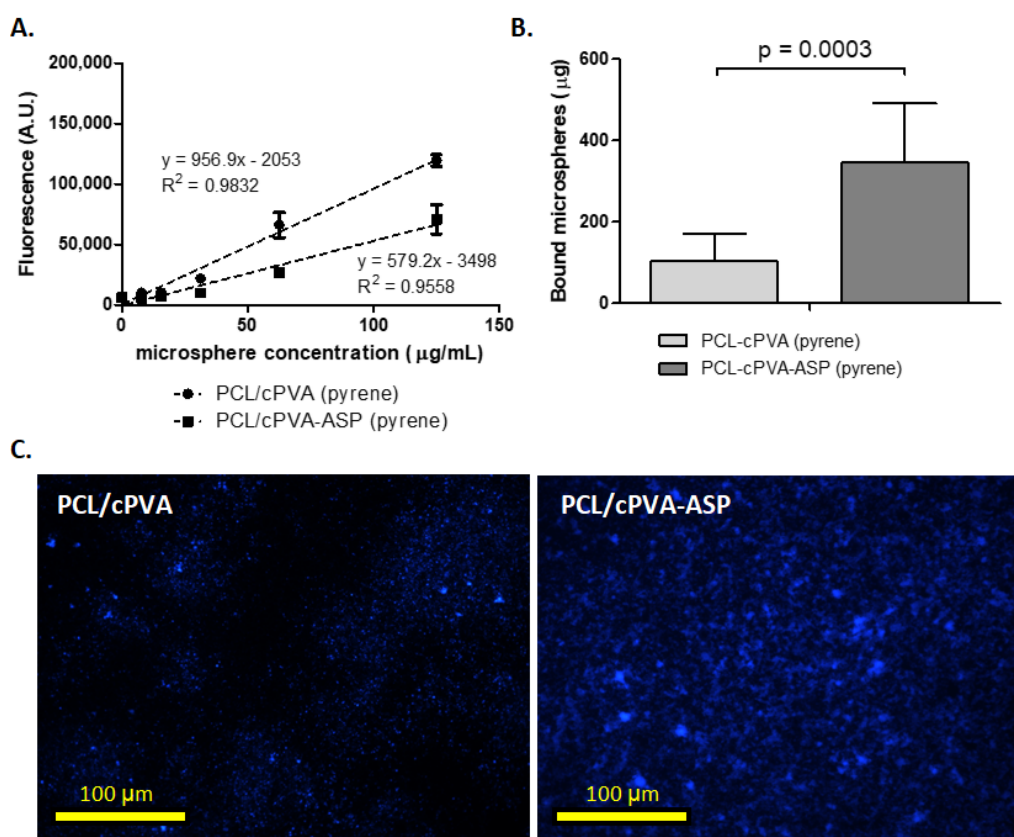 A.
200,000
150,000
100,000
50,000
0
Fluorescence (A.U.)
y = 956.9x - 2053
R² = 0.9832
y = 579.2x - 3498
R² = 0.9558
0 50 100 150
microsphere concentration ( µg/mL)
PCL/cPVA (pyrene)
PCL/cPVA-ASP (pyrene)
B.
p = 0.0003
600
400
200
0
Bound microspheres ( µg)
PCL-cPVA (pyrene)
PCL-cPVA-ASP (pyrene)
C.
PCL/cPVA
100 µm
PCL/cPVA-ASP
100 µm